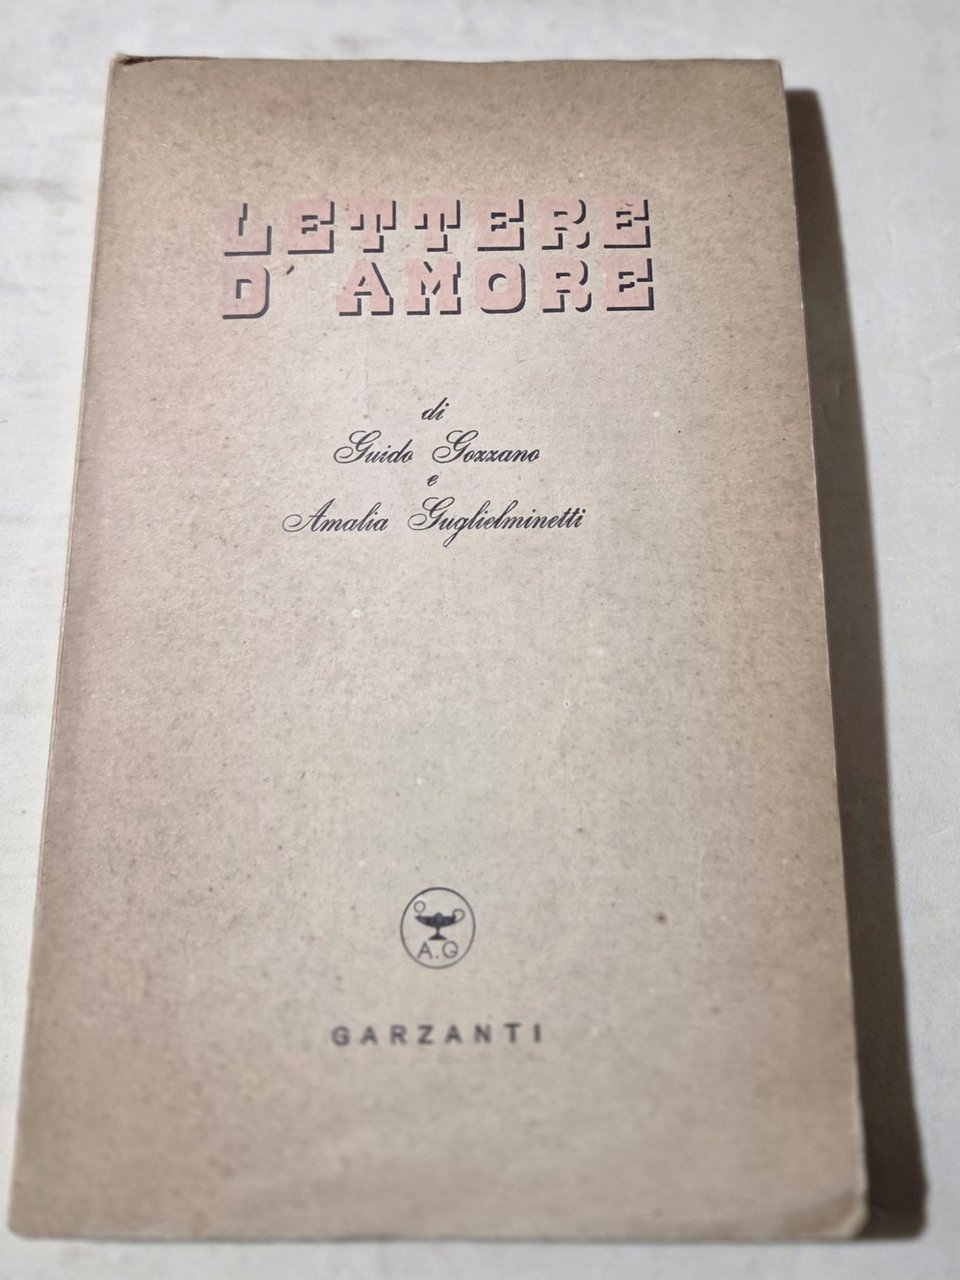 LETTERE
D'AMORE
di
Guido Gozzano
e
Amalia Guglielminetti
A.G
GARZANTI